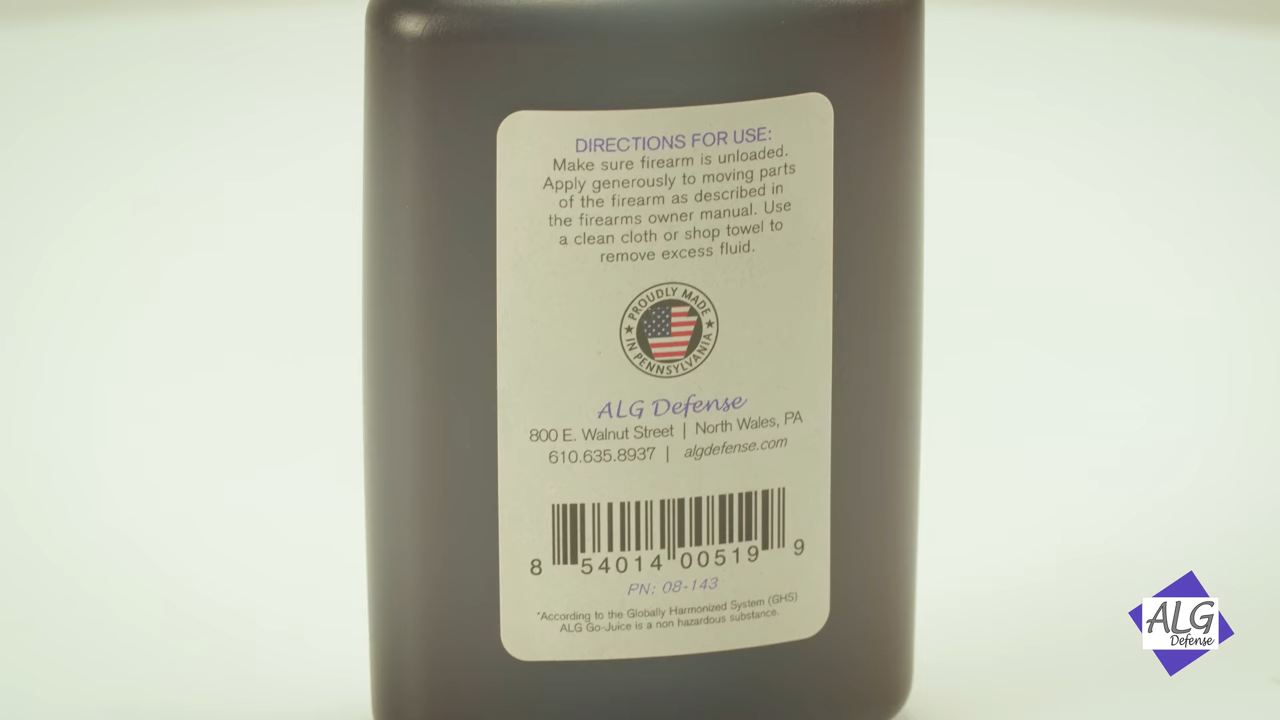 DIRECTIONS FOR USE:
Make sure firearm is unloaded.
Apply generously to moving parts
of the firearm as described in
the firearms owner manual. Use
a clean cloth or shop towel to
remove excess fluid.
PROUDLY MADE
IN PENNSYLVANIA
ALG Defense
800 E. Walnut Street | North Wales, PA
610.635.8937 | algdefense.com
8 54014 00519 9
PN: 08-143
*According to the Globally Harmonized System (GHS)
ALG Go-Juice is a non hazardous substance.
ALG
Defense